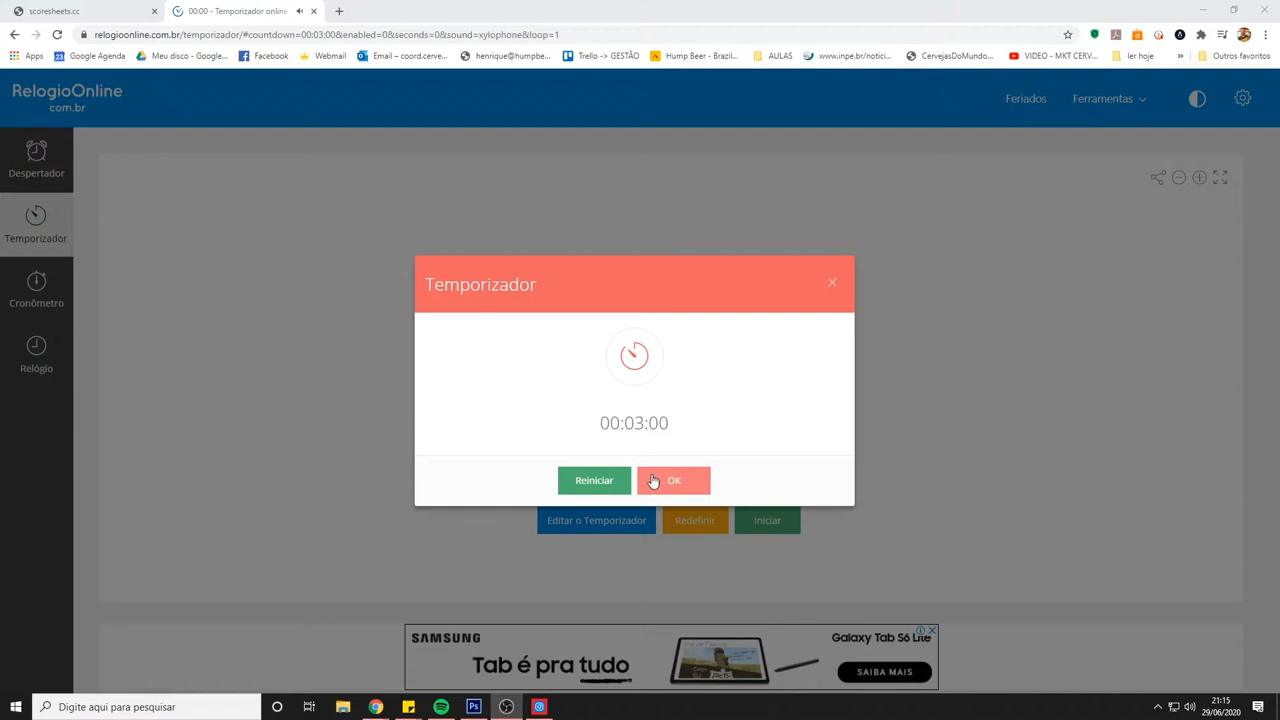 scoresheets.cc
00:00 - Temporizador online
relogioonline.com.br/temporizador/#countdown=00:03:00&enabled=0&seconds=0&sound=xylophone&loop=1
Apps
Google Agenda
Meu disco - Google...
Facebook
Webmail
Email – coord.cerve...
henrique@humpbe...
Trello -> GESTÃO
Hump Beer - Brazil...
AULAS
www.inpe.br/notici...
CervejasDoMundo...
VIDEO - MKT CERV...
ler hoje
»
Outros favoritos
RelogioOnline
com.br
Feriados
Ferramentas
Despertador
Temporizador
Cronômetro
Relógio
Temporizador
00:03:00
Reiniciar
OK
Editar o Temporizador
Redefinir
Iniciar
SAMSUNG
Tab é pra tudo
Galaxy Tab S6 Lite
SAIBA MAIS
Digite aqui para pesquisar
Ps
21:15
29/06/2020